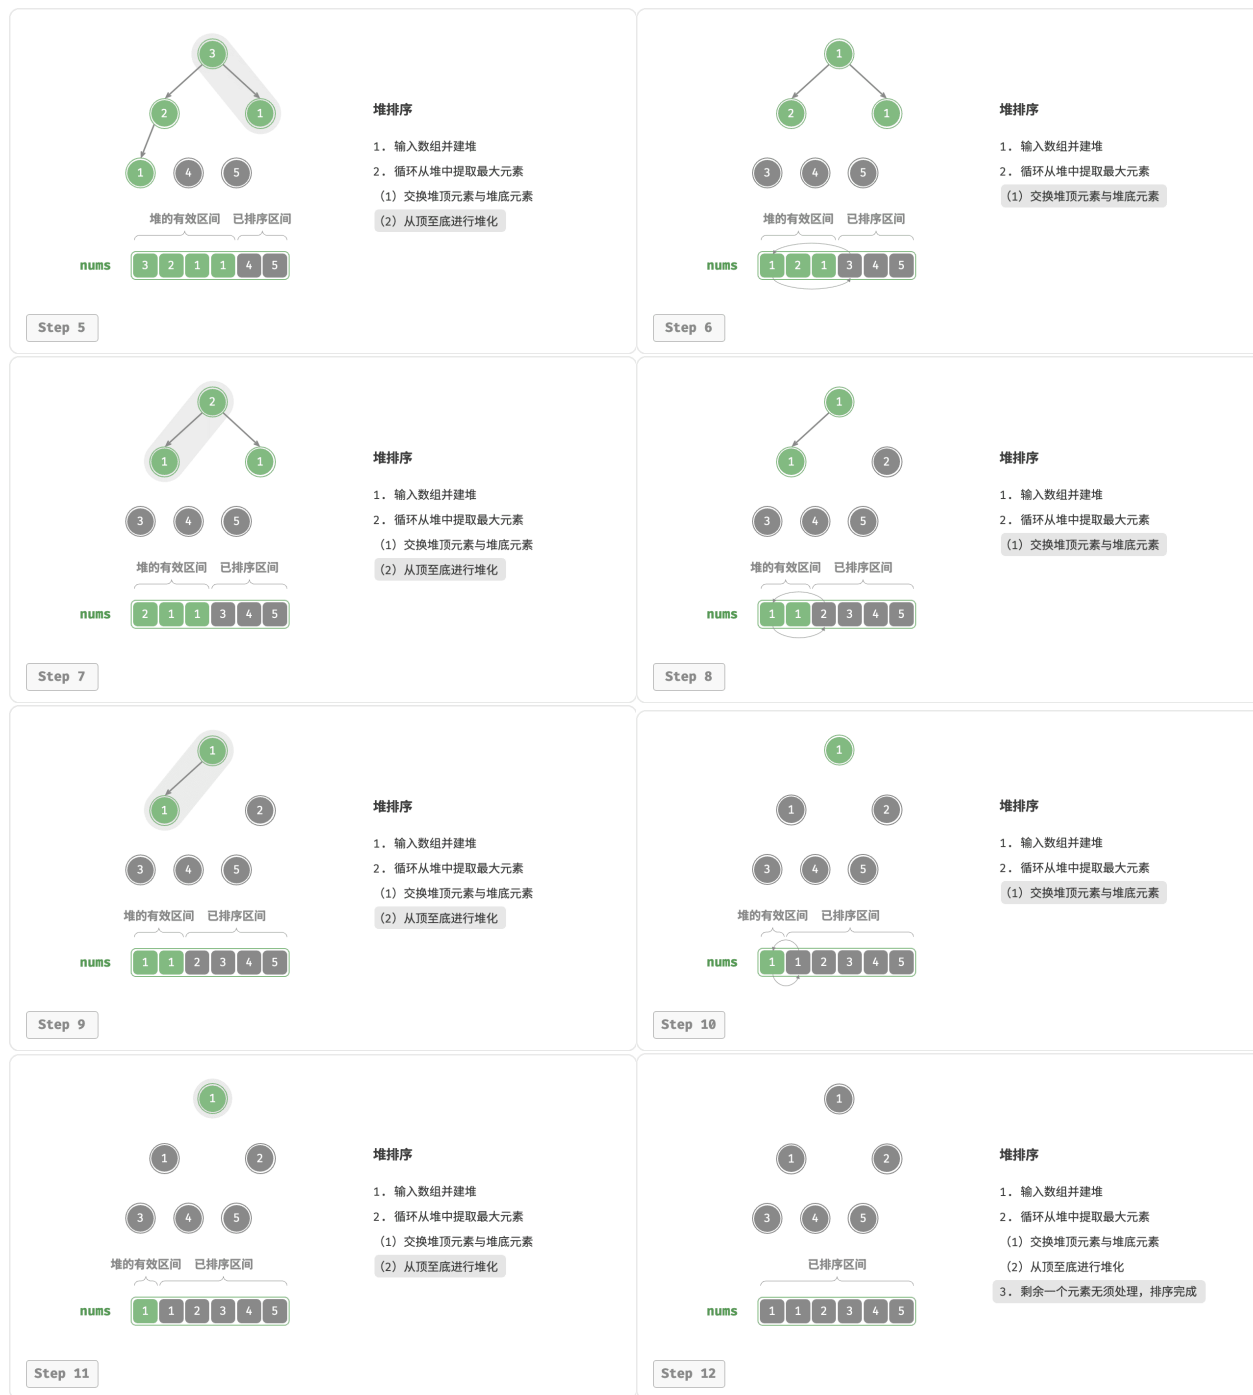 3
2
1
1
4
5
堆排序
1. 输入数组并建堆
2. 循环从堆中提取最大元素
（1）交换堆顶元素与堆底元素
（2）从顶至底进行堆化
堆的有效区间 已排序区间
nums 3 2 1 1 4 5
Step 5
1
2
1
3
4
5
堆排序
1. 输入数组并建堆
2. 循环从堆中提取最大元素
（1）交换堆顶元素与堆底元素
堆的有效区间 已排序区间
nums 1 2 1 3 4 5
Step 6
2
1
1
3
4
5
堆排序
1. 输入数组并建堆
2. 循环从堆中提取最大元素
（1）交换堆顶元素与堆底元素
（2）从顶至底进行堆化
堆的有效区间 已排序区间
nums 2 1 1 3 4 5
Step 7
1
1
2
3
4
5
堆排序
1. 输入数组并建堆
2. 循环从堆中提取最大元素
（1）交换堆顶元素与堆底元素
堆的有效区间 已排序区间
nums 1 1 2 3 4 5
Step 8
1
1
2
3
4
5
堆排序
1. 输入数组并建堆
2. 循环从堆中提取最大元素
（1）交换堆顶元素与堆底元素
（2）从顶至底进行堆化
堆的有效区间 已排序区间
nums 1 1 2 3 4 5
Step 9
1
1
2
3
4
5
堆排序
1. 输入数组并建堆
2. 循环从堆中提取最大元素
（1）交换堆顶元素与堆底元素
堆的有效区间 已排序区间
nums 1 1 2 3 4 5
Step 10
1
1
2
3
4
5
堆排序
1. 输入数组并建堆
2. 循环从堆中提取最大元素
（1）交换堆顶元素与堆底元素
（2）从顶至底进行堆化
堆的有效区间 已排序区间
nums 1 1 2 3 4 5
Step 11
1
1
2
3
4
5
堆排序
1. 输入数组并建堆
2. 循环从堆中提取最大元素
（1）交换堆顶元素与堆底元素
（2）从顶至底进行堆化
3. 剩余一个元素无须处理，排序完成
已排序区间
nums 1 1 2 3 4 5
Step 12